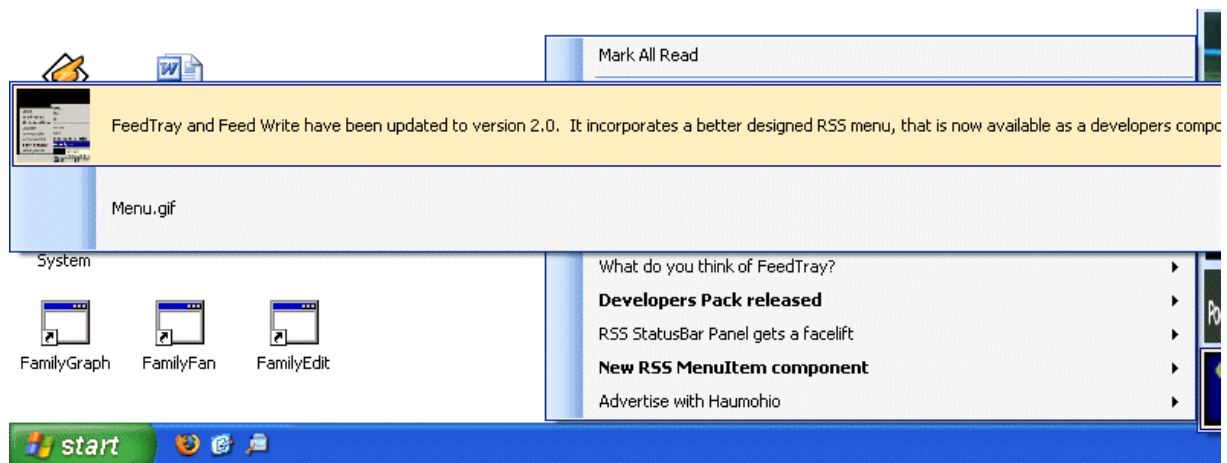 Mark All Read
FeedTray and Feed Write have been updated to version 2.0. It incorporates a better designed RSS menu, that is now available as a developers compo
Menu.gif
System
What do you think of FeedTray?
Developers Pack released
RSS StatusBar Panel gets a facelift
New RSS MenuItem component
Advertise with Haumohio
FamilyGraph
FamilyFan
FamilyEdit
start